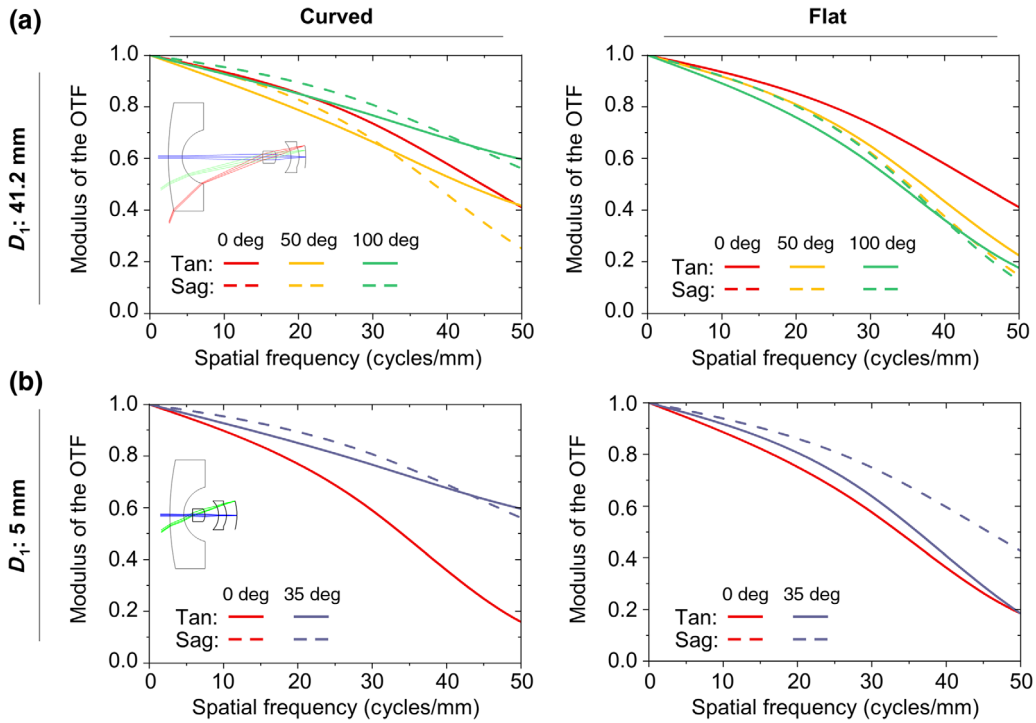 (a)
Curved
Flat
D₁: 41.2 mm
Modulus of the OTF
1.0
0.8
0.6
0.4
0.2
0.0
0 deg 50 deg 100 deg
Tan:
Sag:
0 10 20 30 40 50
Spatial frequency (cycles/mm)
Modulus of the OTF
1.0
0.8
0.6
0.4
0.2
0.0
0 deg 50 deg 100 deg
Tan:
Sag:
0 10 20 30 40 50
Spatial frequency (cycles/mm)
(b)
D₁: 5 mm
Modulus of the OTF
1.0
0.8
0.6
0.4
0.2
0.0
0 deg 35 deg
Tan:
Sag:
0 10 20 30 40 50
Spatial frequency (cycles/mm)
Modulus of the OTF
1.0
0.8
0.6
0.4
0.2
0.0
0 deg 35 deg
Tan:
Sag:
0 10 20 30 40 50
Spatial frequency (cycles/mm)